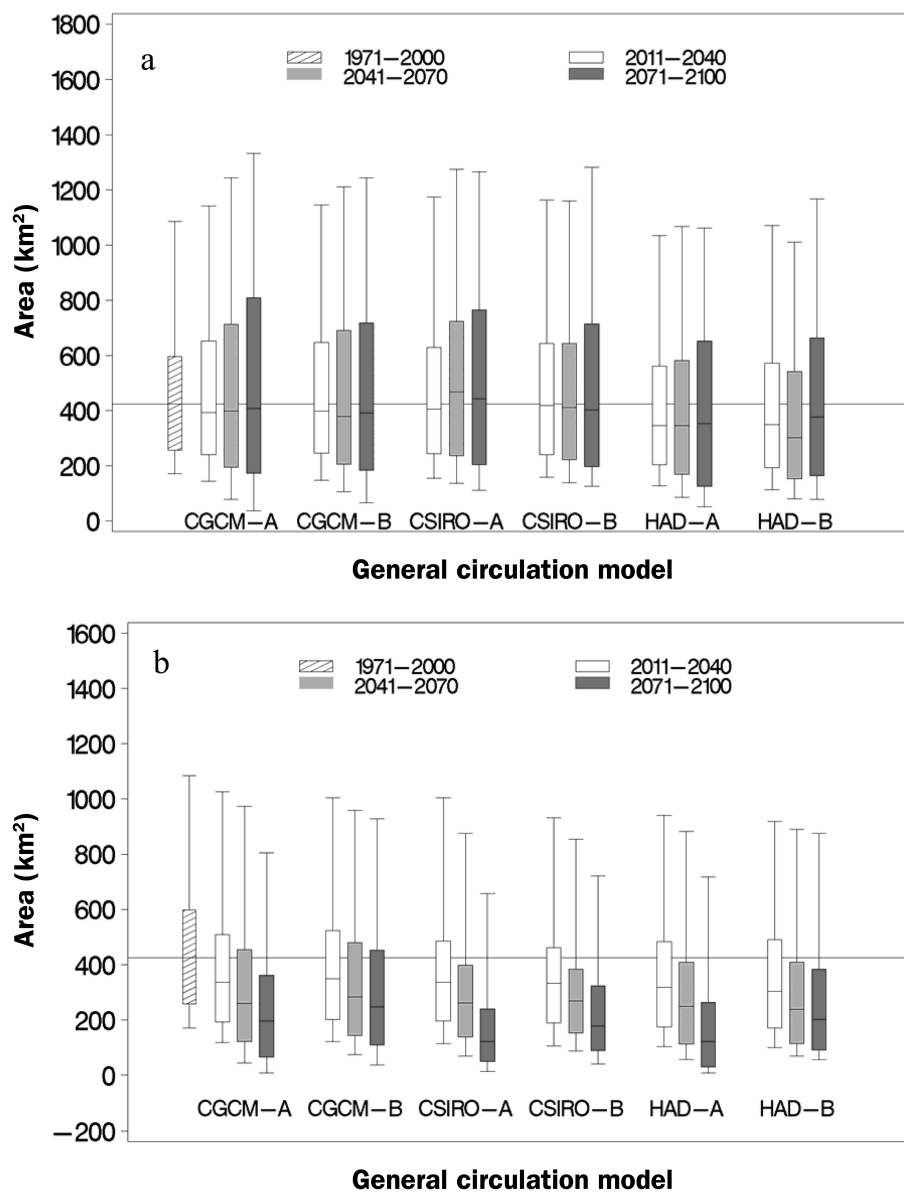 1800
a
1971–2000
2011–2040
1600
2041–2070
2071–2100
1400
1200
1000
800
600
400
200
0
Area (km²)
CGCM–A
CGCM–B
CSIRO–A
CSIRO–B
HAD–A
HAD–B
General circulation model
1600
b
1971–2000
2011–2040
2041–2070
2071–2100
1400
1200
1000
800
600
400
200
0
−200
Area (km²)
CGCM–A
CGCM–B
CSIRO–A
CSIRO–B
HAD–A
HAD–B
General circulation model